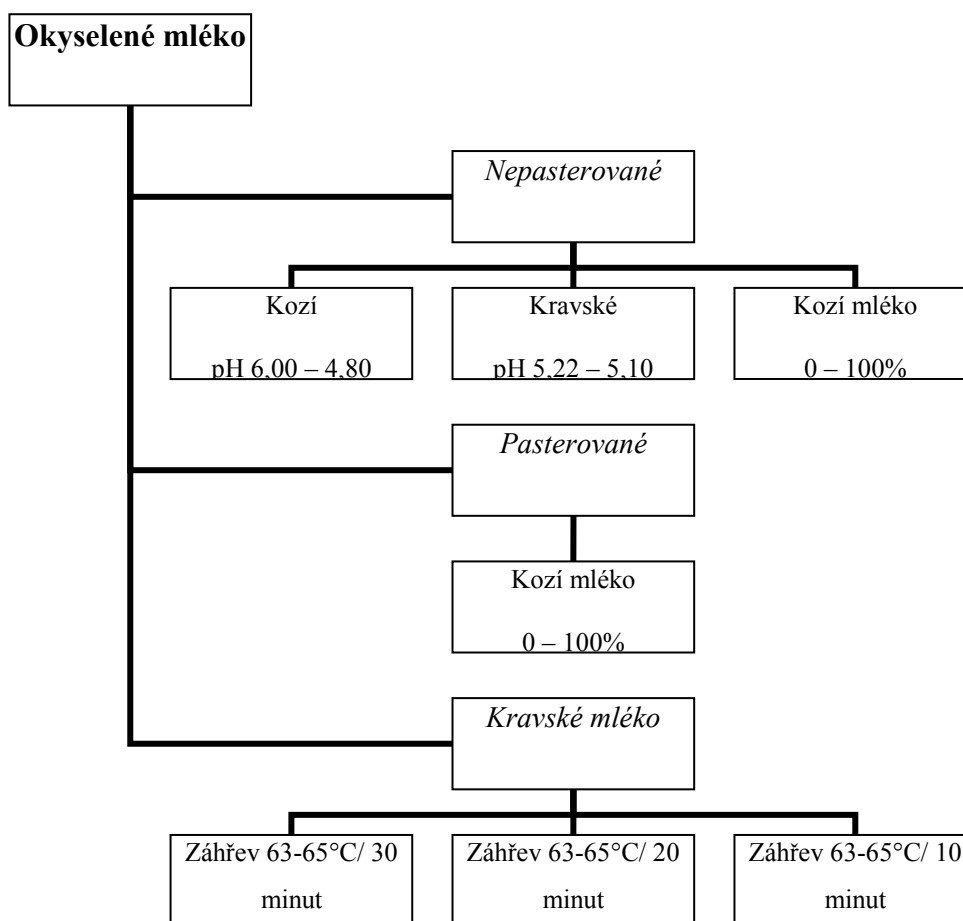 Okyselené mléko
Nepasterované
Kozí
pH 6,00 – 4,80
Kravské
pH 5,22 – 5,10
Kozí mléko
0 – 100%
Pasterované
Kozí mléko
0 – 100%
Kravské mléko
Záhřev 63-65°C/ 30
minut
Záhřev 63-65°C/ 20
minut
Záhřev 63-65°C/ 10
minut